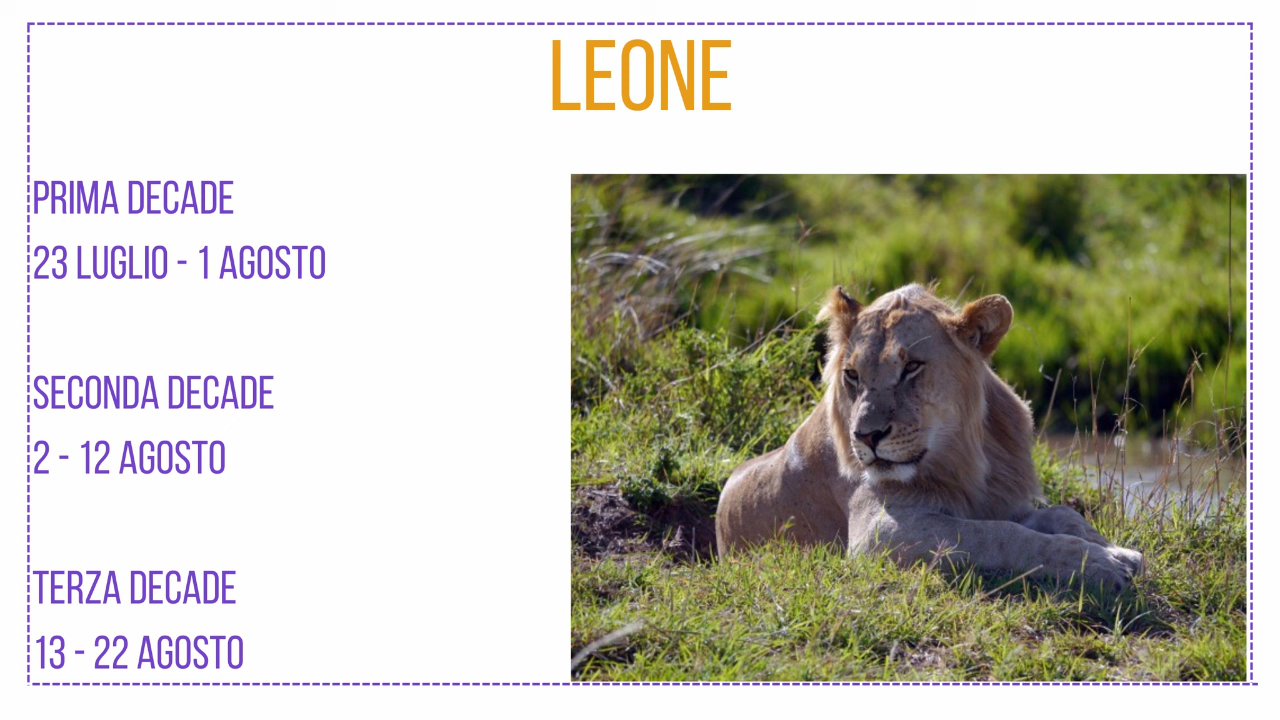 LEONE
PRIMA DECADE
23 LUGLIO - 1 AGOSTO
SECONDA DECADE
2 - 12 AGOSTO
TERZA DECADE
13 - 22 AGOSTO